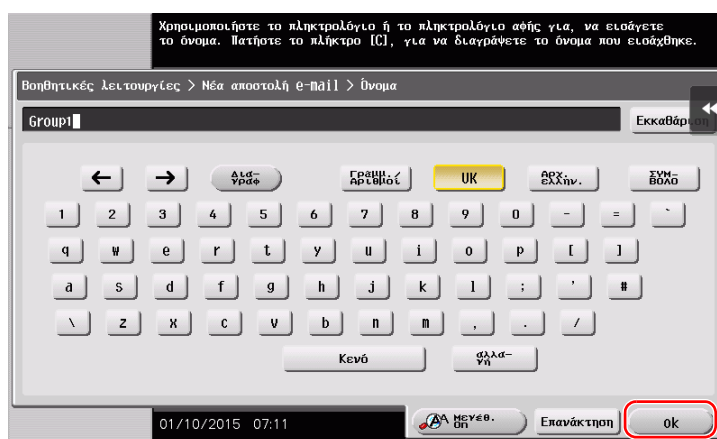 Χρησιμοποιήστε το πληκτρολόγιο ή το πληκτρολόγιο αφής για, να εισάγετε
το όνομα. Πατήστε το πλήκτρο [C], για να διαγράψετε το όνομα που εισάχθηκε.
Βοηθητικές λειτουργίες > Νέα αποστολή e-mail > Όνομα
Group1 Εκκαθάριση
← → Δια-
γραφ Γραμμ./
Αριθμοί UK Αρχ.
ελλην. ΣΥΜ-
ΒΟΛΟ
1 2 3 4 5 6 7 8 9 0 - = `
q w e r t y u i o p [ ]
a s d f g h j k l ; ' #
\ z x c v b n m , . /
Κενό αλλα-
γή
01/10/2015 07:11 Μεγέθ.
οπ Επανάκτηση ok